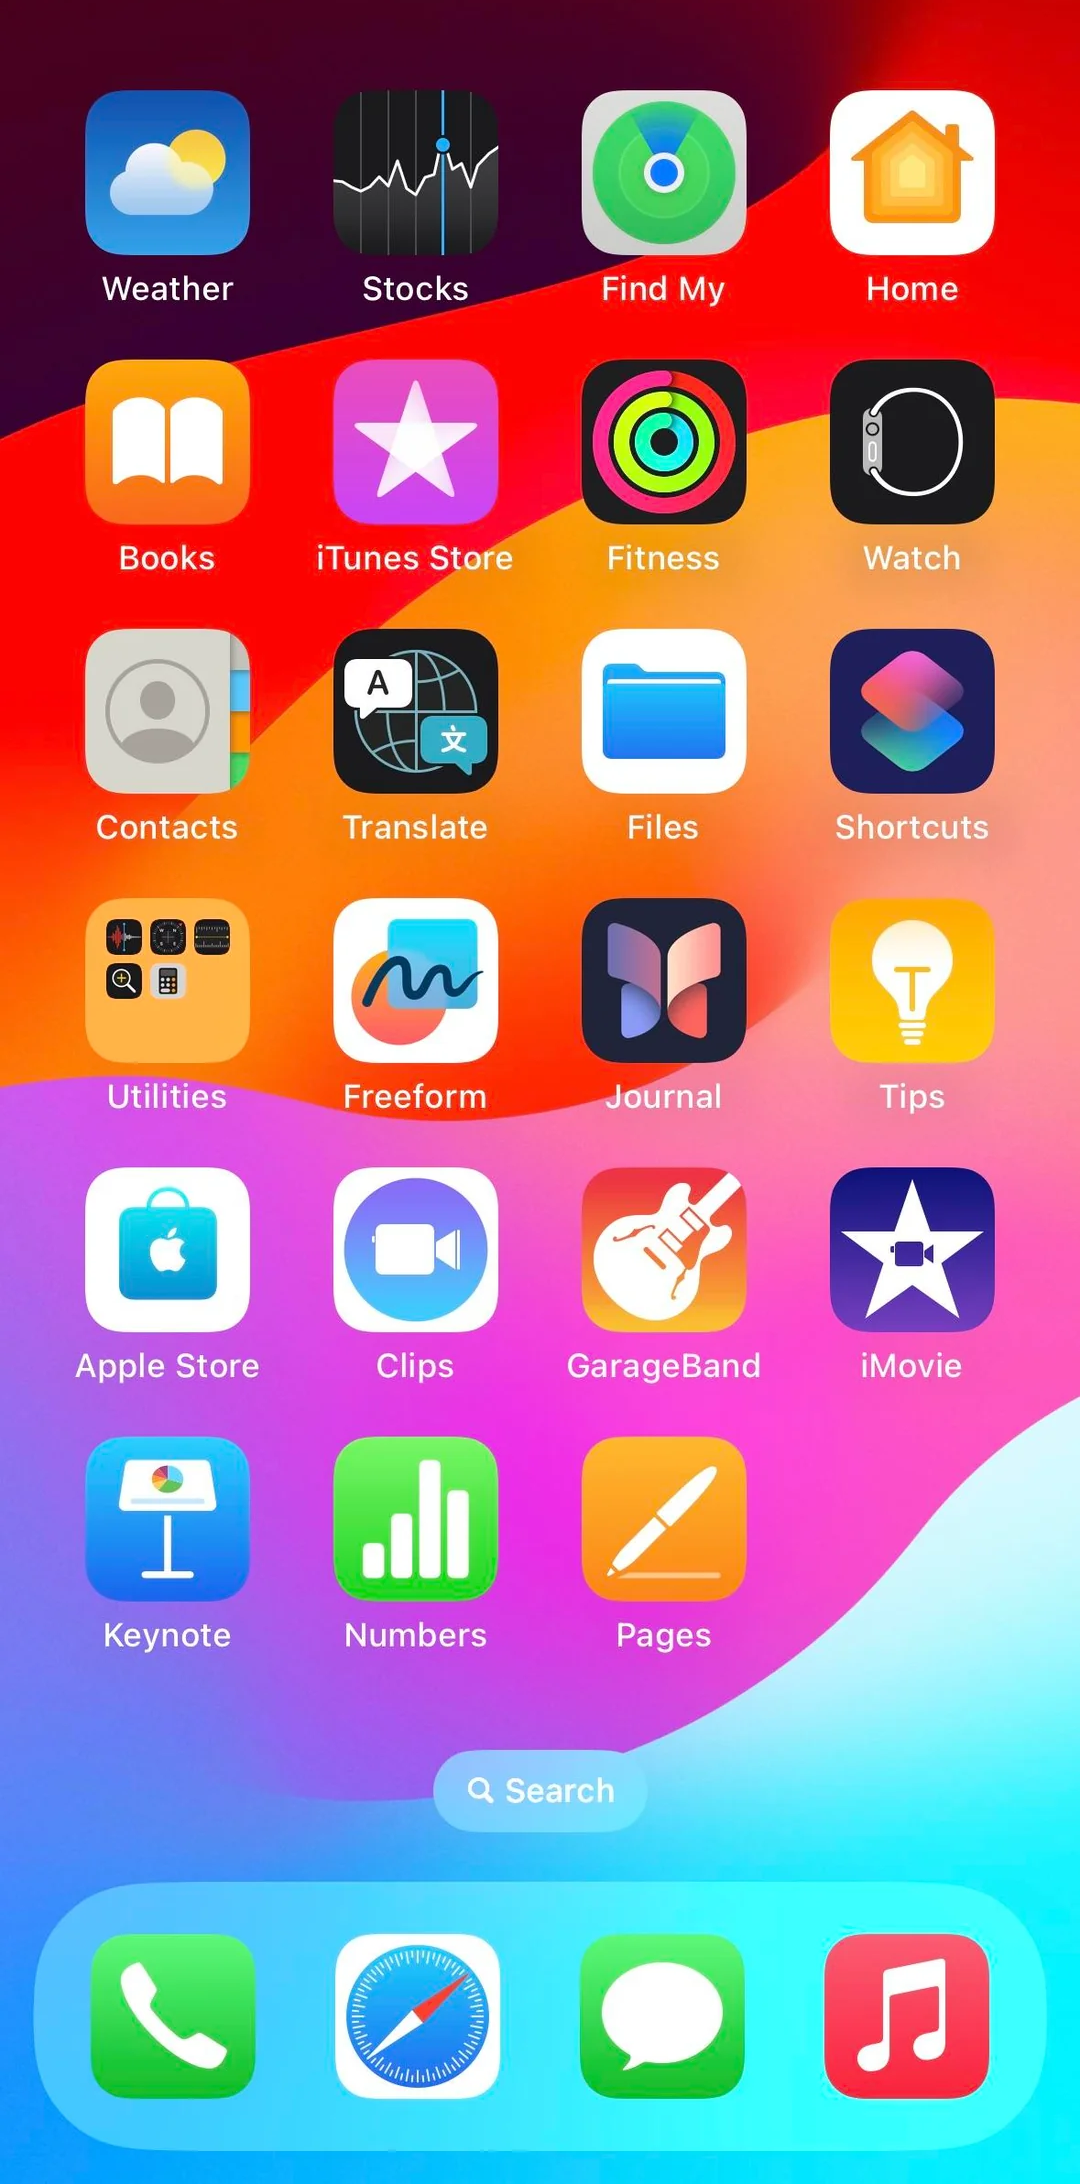 Weather Stocks Find My Home
Books iTunes Store Fitness Watch
A
文
Contacts Translate Files Shortcuts
Utilities Freeform Journal Tips
Apple Store Clips GarageBand iMovie
Keynote Numbers Pages
Search